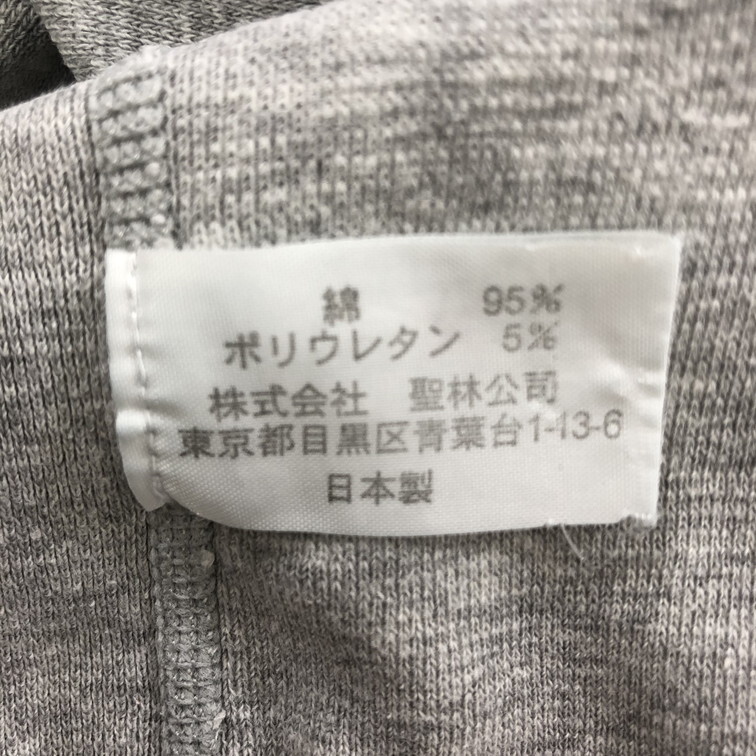 綿 95%
ポリウレタン 5%
株式会社 聖林公司
東京都目黒区青葉台1-13-6
日本製